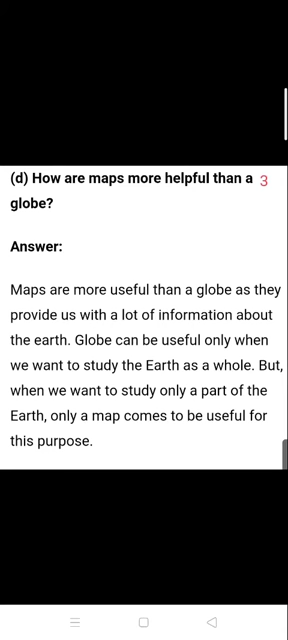 (d) How are maps more helpful than a 3
globe?
Answer:
Maps are more useful than a globe as they
provide us with a lot of information about
the earth. Globe can be useful only when
we want to study the Earth as a whole. But,
when we want to study only a part of the
Earth, only a map comes to be useful for
this purpose.